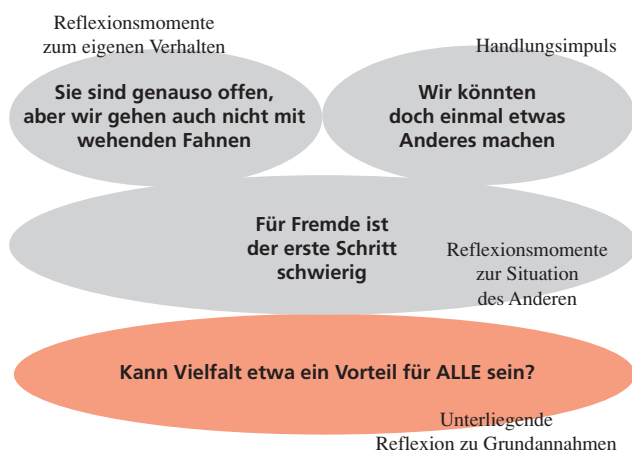 Reflexionsmomente
zum eigenen Verhalten
Handlungsimpuls
Sie sind genauso offen,
aber wir gehen auch nicht mit
wehenden Fahnen
Wir könnten
doch einmal etwas
Anderes machen
Für Fremde ist
der erste Schritt
schwierig
Reflexionsmomente
zur Situation
des Anderen
Kann Vielfalt etwa ein Vorteil für ALLE sein?
Unterliegende
Reflexion zu Grundannahmen